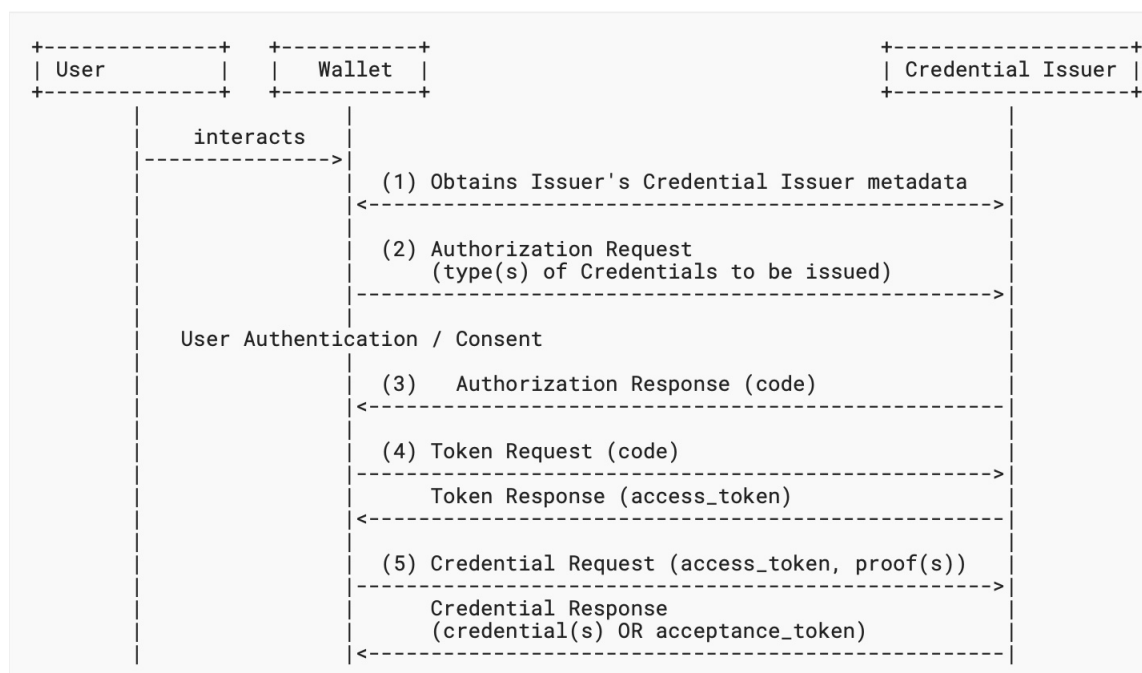 User Wallet Credential Issuer
interacts
(1) Obtains Issuer's Credential Issuer metadata
(2) Authorization Request
(type(s) of Credentials to be issued)
User Authentication / Consent
(3) Authorization Response (code)
(4) Token Request (code)
Token Response (access_token)
(5) Credential Request (access_token, proof(s))
Credential Response
(credential(s) OR acceptance_token)